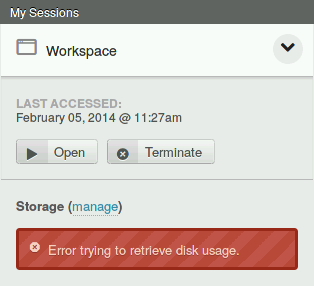 My Sessions
Workspace
LAST ACCESSED:
February 05, 2014 @ 11:27am
Open
Terminate
Storage (manage)
Error trying to retrieve disk usage.